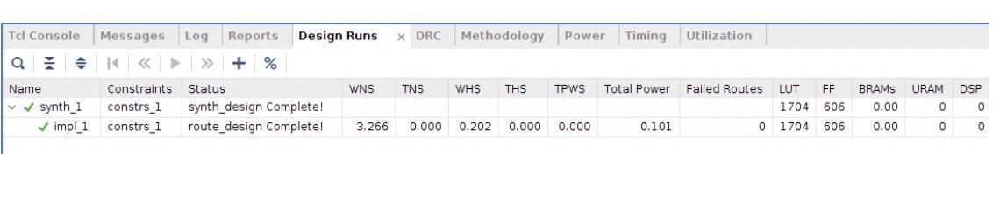 Tcl Console Messages Log Reports Design Runs × DRC Methodology Power Timing Utilization
%
Name Constraints Status WNS TNS WHS THS TPWS Total Power Failed Routes LUT FF BRAMs URAM DSP
synth_1 constrs_1 synth_design Complete! 1704 606 0.00 0 0
impl_1 constrs_1 route_design Complete! 3.266 0.000 0.202 0.000 0.000 0.101 0 1704 606 0.00 0 0